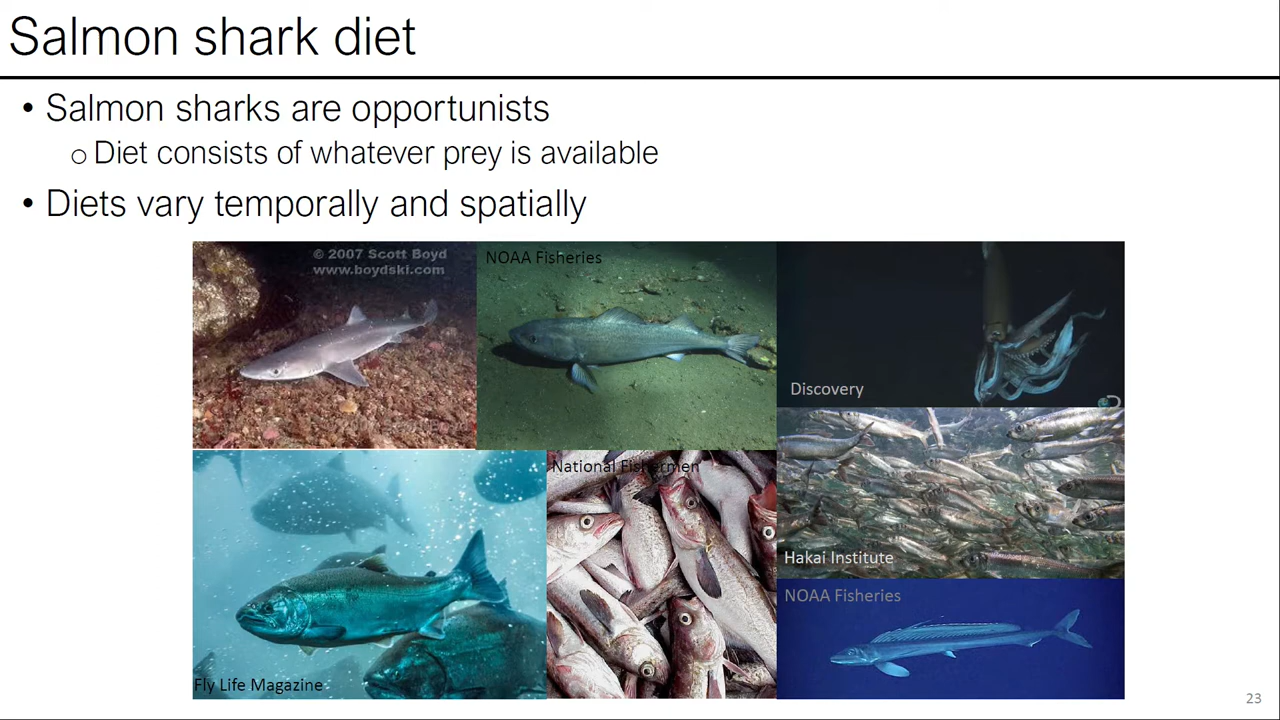 Salmon shark diet
• Salmon sharks are opportunists
o Diet consists of whatever prey is available
• Diets vary temporally and spatially
© 2007 Scott Boyd
www.boydski.com
NOAA Fisheries
Discovery
National Fishermen
Hakai Institute
NOAA Fisheries
Fly Life Magazine
23